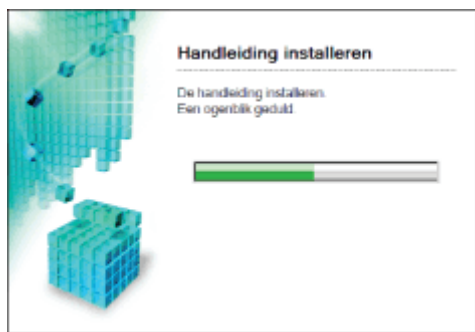 Handleiding installeren
De handleiding installeren.
Een ogenblik geduld.